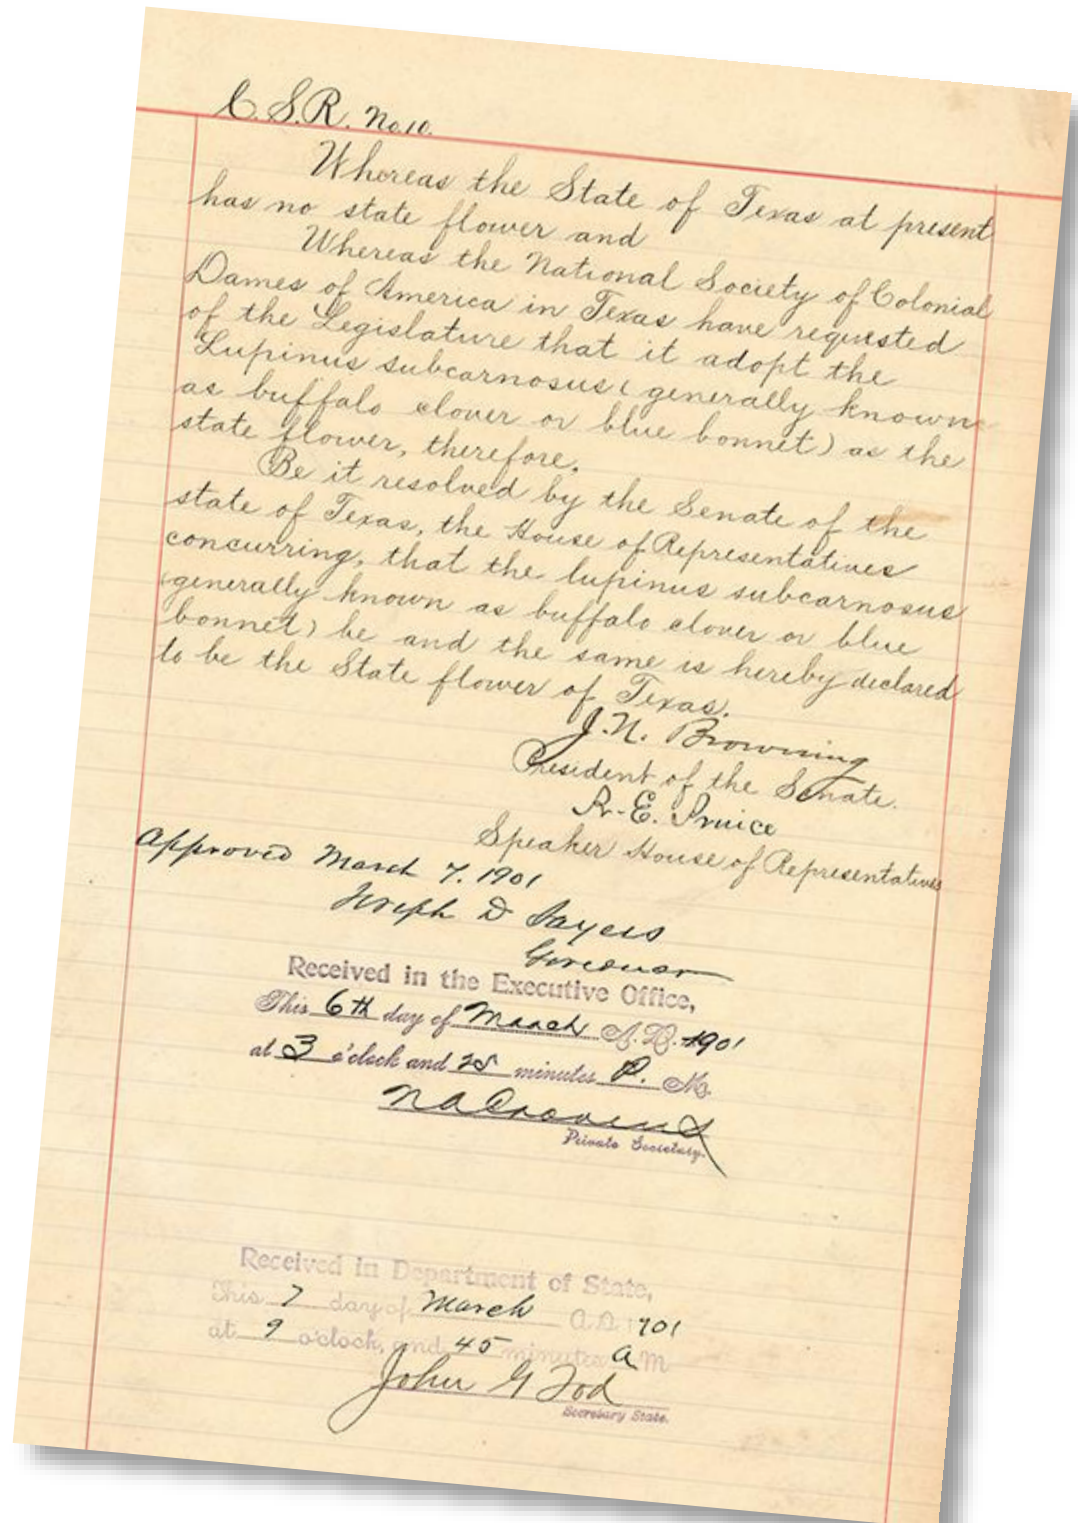 C. S. R. No. 10.
Whereas the State of Texas at present
has no state flower and
Whereas the National Society of Colonial
Dames of America in Texas have requested
of the Legislature that it adopt the
Lupinus subcarnosus (generally known
as buffalo clover or blue bonnet) as the
state flower, therefore,
Be it resolved by the Senate of the
state of Texas, the House of Representatives
concurring, that the lupinus subcarnosus
(generally known as buffalo clover or blue
bonnet) be and the same is hereby declared
to be the State flower of Texas.
J. N. Browning
President of the Senate.
R. E. Prince
Speaker House of Representatives
Approved March 7. 1901
Joseph D Sayers
Governor
Received in the Executive Office,
This 6th day of March A.D. 1901
at 3 o'clock and 25 minutes P. M.
Private Secretary.
Received in Department of State,
This 7 day of March A.D. 1901
at 9 o'clock, and 45 minutes A M
John G Tod
Secretary State.